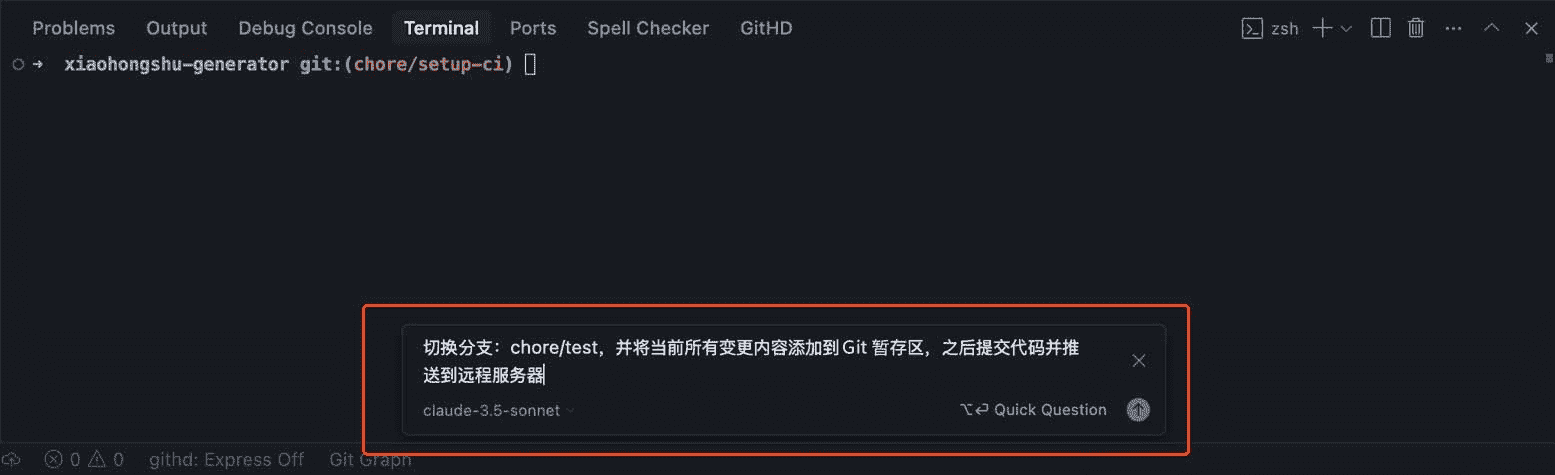 Problems Output Debug Console Terminal Ports Spell Checker GitHD zsh
xiaohongshu-generator git:(chore/setup-ci)
切换分支：chore/test，并将当前所有变更内容添加到 Git 暂存区，之后提交代码并推
送到远程服务器
claude-3.5-sonnet Quick Question
0 0 githd: Express Off Git Graph